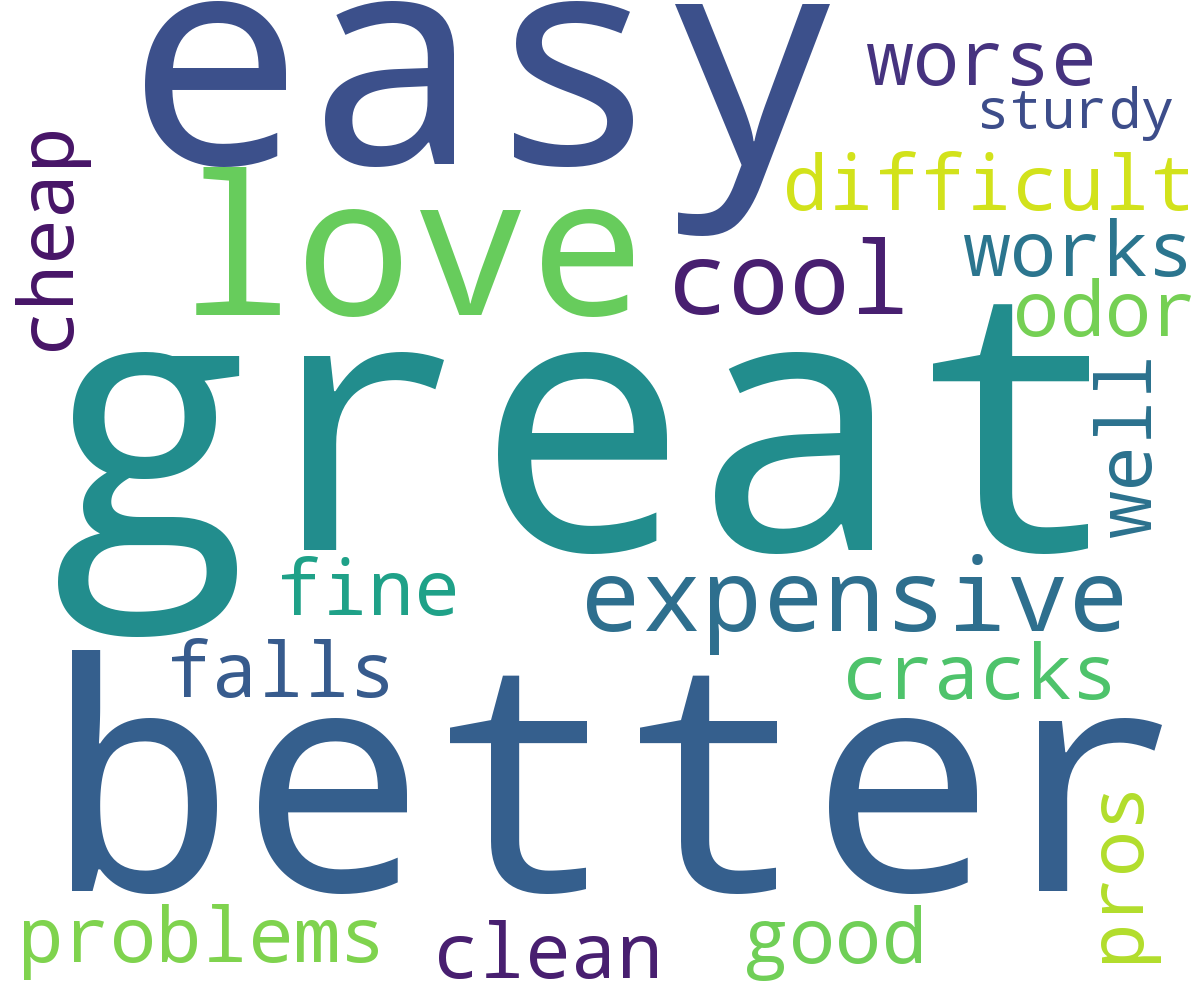 easy
worse
sturdy
cheap
difficult
love
works
cool
odor
great
well
fine
expensive
falls
cracks
better
pros
problems
clean
good